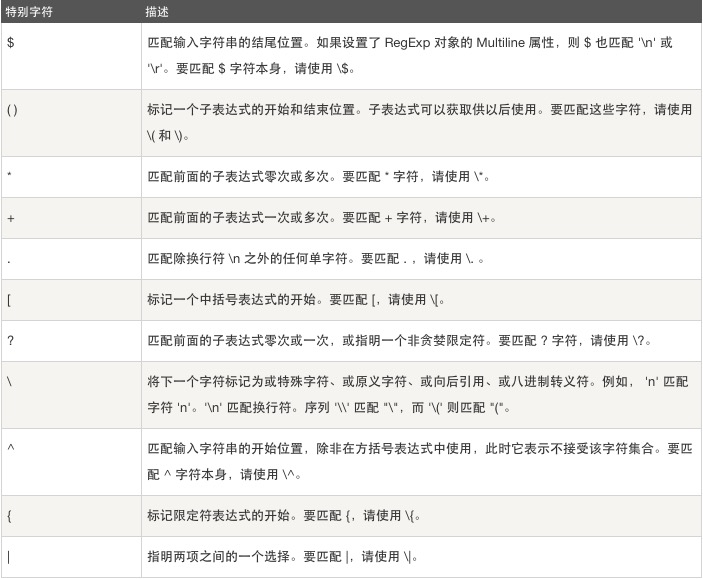 特别字符 描述
$ 匹配输入字符串的结尾位置。如果设置了 RegExp 对象的 Multiline 属性，则 $ 也匹配 '\n' 或
'\r'。要匹配 $ 字符本身，请使用 \$。
( ) 标记一个子表达式的开始和结束位置。子表达式可以获取供以后使用。要匹配这些字符，请使用
\( 和 \)。
* 匹配前面的子表达式零次或多次。要匹配 * 字符，请使用 \*。
+ 匹配前面的子表达式一次或多次。要匹配 + 字符，请使用 \+。
. 匹配除换行符 \n 之外的任何单字符。要匹配 . ，请使用 \. 。
[ 标记一个中括号表达式的开始。要匹配 [，请使用 \[。
? 匹配前面的子表达式零次或一次，或指明一个非贪婪限定符。要匹配 ? 字符，请使用 \?。
\ 将下一个字符标记为或特殊字符、或原义字符、或向后引用、或八进制转义符。例如， 'n' 匹配
字符 'n'。'\n' 匹配换行符。序列 '\\' 匹配 "\"，而 '\(' 则匹配 "("。
^ 匹配输入字符串的开始位置，除非在方括号表达式中使用，此时它表示不接受该字符集合。要匹
配 ^ 字符本身，请使用 \^。
{ 标记限定符表达式的开始。要匹配 {，请使用 \{。
| 指明两项之间的一个选择。要匹配 |，请使用 \|。